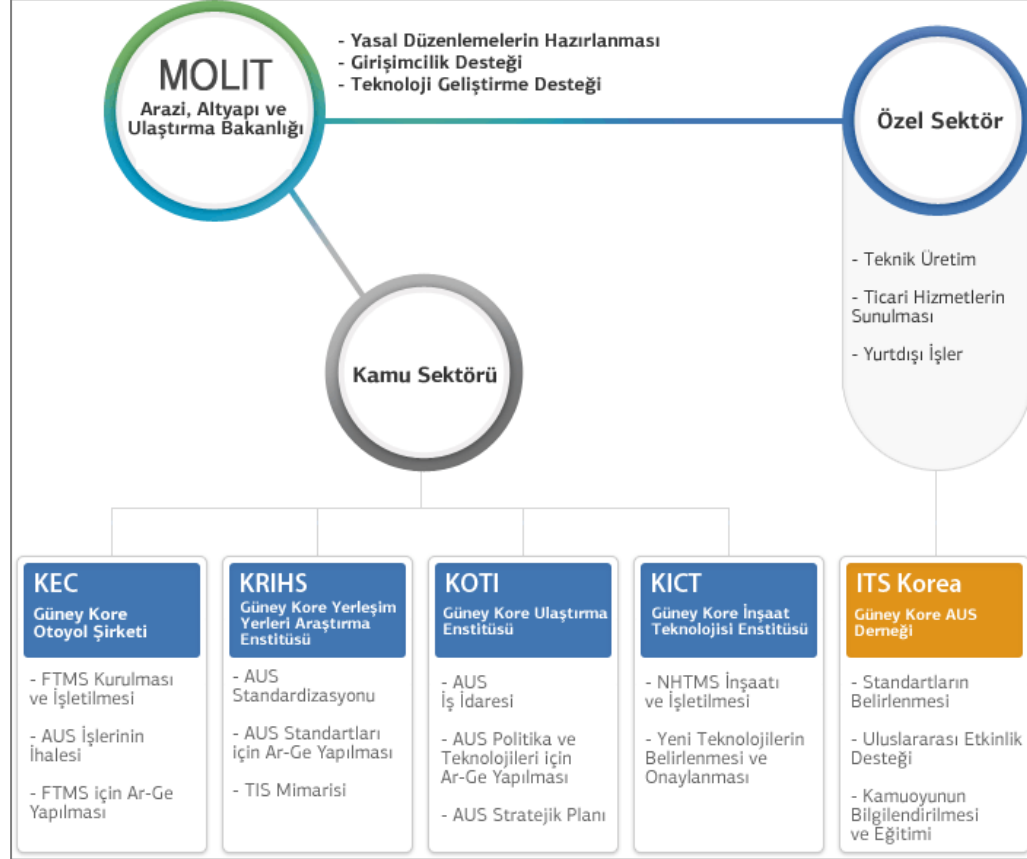 MOLIT
Arazi, Altyapı ve
Ulaştırma Bakanlığı
- Yasal Düzenlemelerin Hazırlanması
- Girişimcilik Desteği
- Teknoloji Geliştirme Desteği
Özel Sektör
- Teknik Üretim
- Ticari Hizmetlerin
Sunulması
- Yurtdışı İşler
Kamu Sektörü
KEC
Güney Kore
Otoyol Şirketi
- FTMS Kurulması
ve İşletilmesi
- AUS İşlerinin
İhalesi
- FTMS için Ar-Ge
Yapılması
KRIHS
Güney Kore Yerleşim
Yerleri Araştırma
Enstitüsü
- AUS
Standardizasyonu
- AUS Standartları
için Ar-Ge Yapılması
- TIS Mimarisi
KOTI
Güney Kore Ulaştırma
Enstitüsü
- AUS
İş İdaresi
- AUS Politika ve
Teknolojileri için
Ar-Ge Yapılması
- AUS Stratejik Planı
KICT
Güney Kore İnşaat
Teknolojisi Enstitüsü
- NHTMS İnşaatı
ve İşletilmesi
- Yeni Teknolojilerin
Belirlenmesi ve
Onaylanması
ITS Korea
Güney Kore AUS
Derneği
- Standartların
Belirlenmesi
- Uluslararası Etkinlik
Desteği
- Kamuoyunun
Bilgilendirilmesi
ve Eğitimi